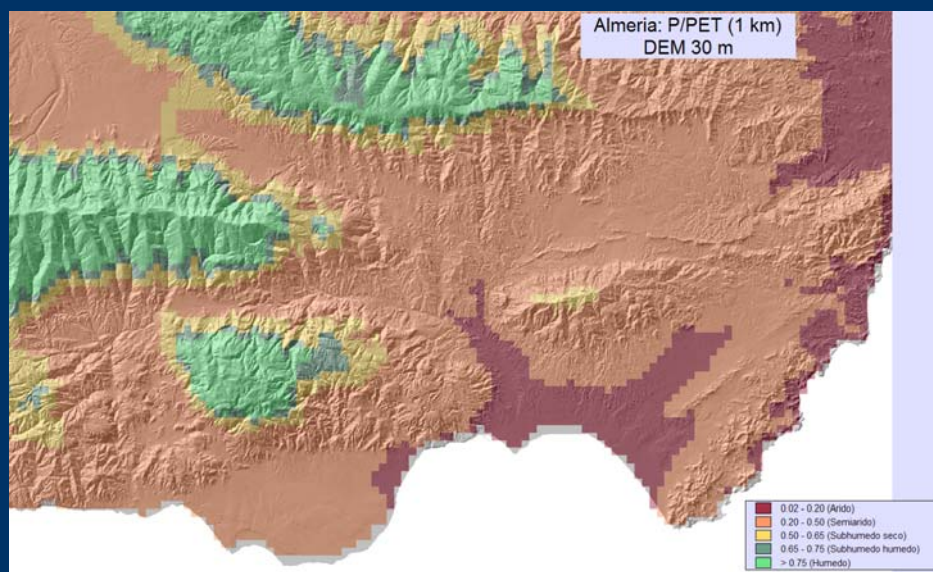 Almeria: P/PET (1 km)
DEM 30 m
0.02 - 0.20 (Arido)
0.20 - 0.50 (Semiarido)
0.50 - 0.65 (Subhumedo seco)
0.65 - 0.75 (Subhumedo humedo)
> 0.75 (Humedo)